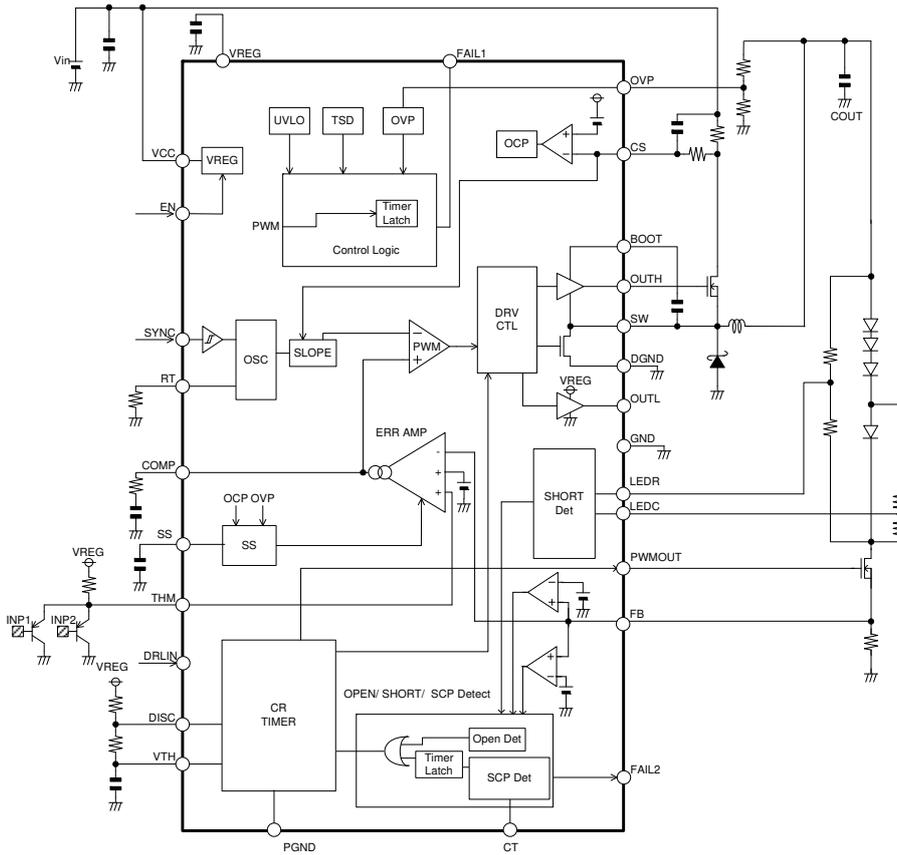 VREG
FAIL1
Vin
OVP
COUT
UVLO
TSD
OVP
OCP
+
−
VCC
VREG
CS
EN
PWM
Timer
Latch
Control Logic
BOOT
OUTH
SYNC
OSC
SLOPE
−
PWM
+
DRV
CTL
SW
DGND
RT
VREG
OUTL
ERR AMP
GND
COMP
-
+
+
SHORT
Det
LEDR
LEDC
OCP OVP
SS
SS
VREG
PWMOUT
THM
−
+
FB
INP1
INP2
DRLIN
VREG
+
−
OPEN/ SHORT/ SCP Detect
CR
TIMER
DISC
Open Det
VTH
Timer
Latch
SCP Det
FAIL2
PGND
CT